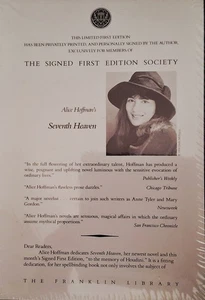 THIS LIMITED FIRST EDITION
HAS BEEN PRIVATELY PRINTED, AND PERSONALLY SIGNED BY THE AUTHOR,
EXCLUSIVELY FOR MEMBERS OF
THE SIGNED FIRST EDITION SOCIETY
Alice Hoffman's
Seventh Heaven
"In the full flowering of her extraordinary talent, Hoffman has produced a
wise, poignant and uplifting novel luminous with the intuitive evocation of
ordinary lives."
Publisher's Weekly
"Alice Hoffman's flawless prose dazzles."
Chicago Tribune
"A major novelist
to join such writers as Anne Tyler and Mary
Gordon."
Newsweek
"Alice Hoffman's novels are sensuous, magical affairs in which the ordinary
assume mythical proportions."
San Francisco Chronicle
Dear Readers,
Alice Hoffman dedicates Seventh Heaven, her newest novel and this
month's Signed First Edition, "to the memory of Houdini." It is a fitting
dedication, for her spellbinding book not only involves the subject of
THE FRANKLIN LIBRARY